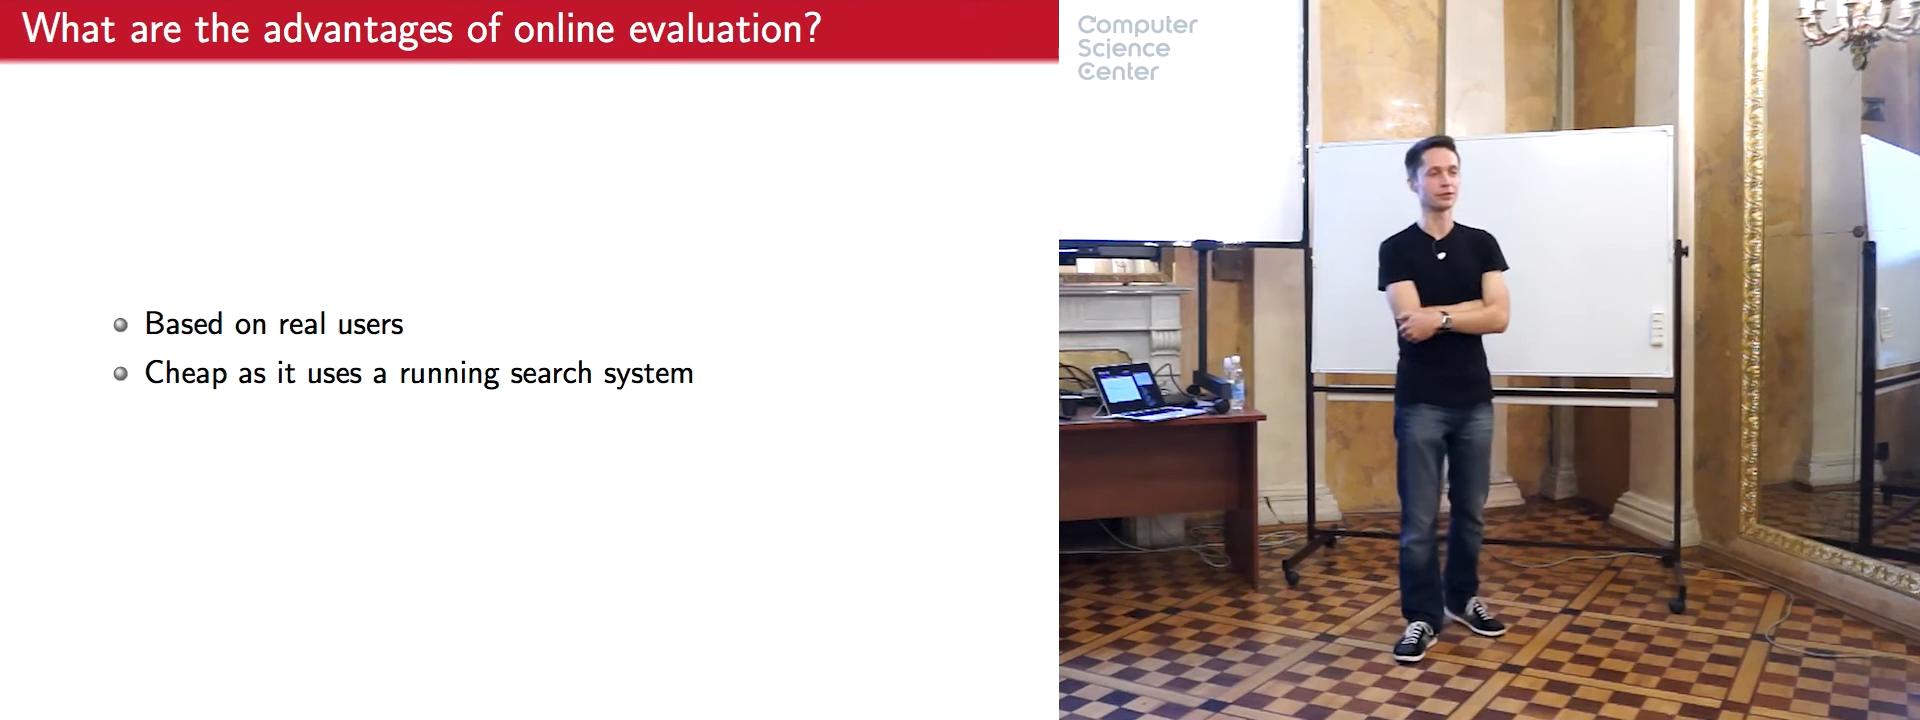 What are the advantages of online evaluation?
Based on real users
Cheap as it uses a running search system
Computer
Science
Center